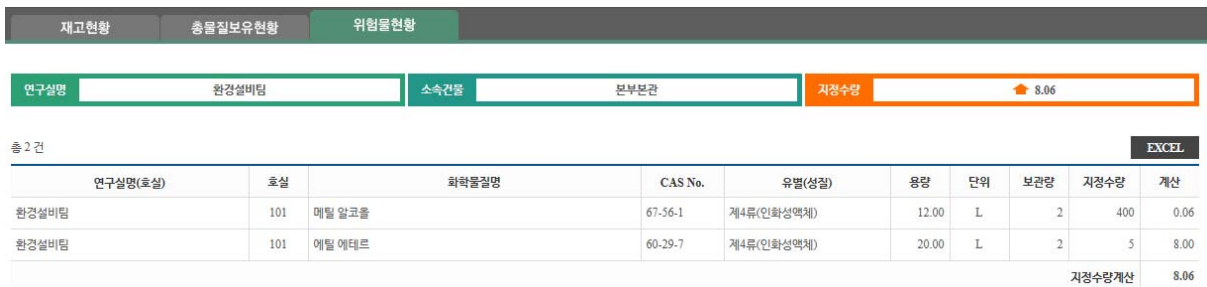 재고현황 총물질보유현황 위험물현황
연구실명 환경설비팀 소속건물 본부본관 지정수량 8.06
총 2 건 EXCEL
연구실명(호실) 호실 화학물질명 CAS No. 유별(성질) 용량 단위 보관량 지정수량 계산
환경설비팀 101 메틸 알코올 67-56-1 제4류(인화성액체) 12.00 L 2 400 0.06
환경설비팀 101 에틸 에테르 60-29-7 제4류(인화성액체) 20.00 L 2 5 8.00
지정수량계산 8.06